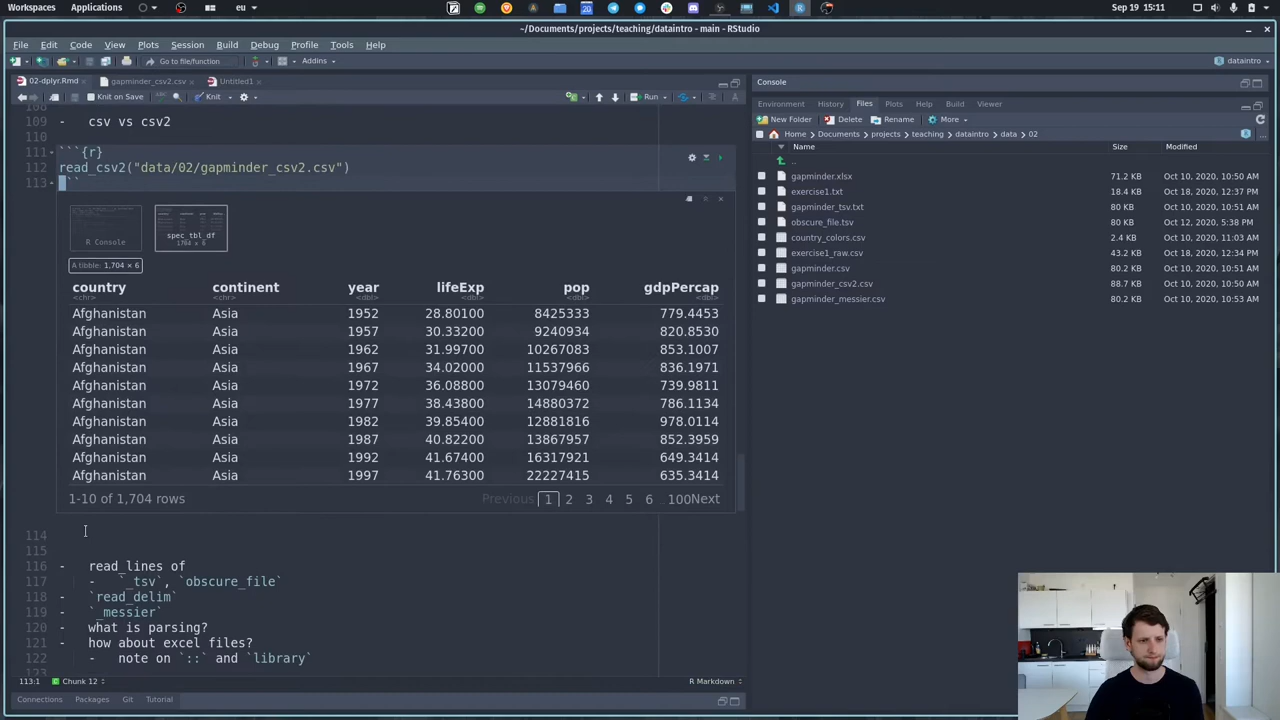 Workspaces Applications eu Sep 19 15:11
~/Documents/projects/teaching/dataintro - main - RStudio
File Edit Code View Plots Session Build Debug Profile Tools Help
Go to file/function Addins dataintro
02-dplyr.Rmd gapminder_csv2.csv Untitled1
Knit on Save Knit Run
108
109 - csv vs csv2
110
111 ```{r}
112 read_csv2("data/02/gapminder_csv2.csv")
113 ```
R Console
spec_tbl_df
1704 x 6
A tibble: 1,704 × 6
country continent year lifeExp pop gdpPercap
<chr> <chr> <dbl> <dbl> <dbl> <dbl>
Afghanistan Asia 1952 28.80100 8425333 779.4453
Afghanistan Asia 1957 30.33200 9240934 820.8530
Afghanistan Asia 1962 31.99700 10267083 853.1007
Afghanistan Asia 1967 34.02000 11537966 836.1971
Afghanistan Asia 1972 36.08800 13079460 739.9811
Afghanistan Asia 1977 38.43800 14880372 786.1134
Afghanistan Asia 1982 39.85400 12881816 978.0114
Afghanistan Asia 1987 40.82200 13867957 852.3959
Afghanistan Asia 1992 41.67400 16317921 649.3414
Afghanistan Asia 1997 41.76300 22227415 635.3414
1-10 of 1,704 rows Previous 1 2 3 4 5 6 100Next
114
115
116 - read_lines of
117 - `_tsv`, `obscure_file`
118 - `read_delim`
119 - `_messier`
120 - what is parsing?
121 - how about excel files?
122 - note on `::` and `library`
123
113:1 Chunk 12 R Markdown
Connections Packages Git Tutorial
Console
Environment History Files Plots Help Build Viewer
New Folder Delete Rename More
Home Documents projects teaching dataintro data 02 ...
Name Size Modified
..
gapminder.xlsx 71.2 KB Oct 10, 2020, 10:50 AM
exercise1.txt 18.4 KB Oct 18, 2020, 12:37 PM
gapminder_tsv.txt 80 KB Oct 10, 2020, 10:51 AM
obscure_file.tsv 80 KB Oct 12, 2020, 5:38 PM
country_colors.csv 2.4 KB Oct 10, 2020, 11:03 AM
exercise1_raw.csv 43.2 KB Oct 18, 2020, 12:34 PM
gapminder.csv 80.2 KB Oct 10, 2020, 10:51 AM
gapminder_csv2.csv 88.7 KB Oct 10, 2020, 10:50 AM
gapminder_messier.csv 80.2 KB Oct 10, 2020, 10:53 AM